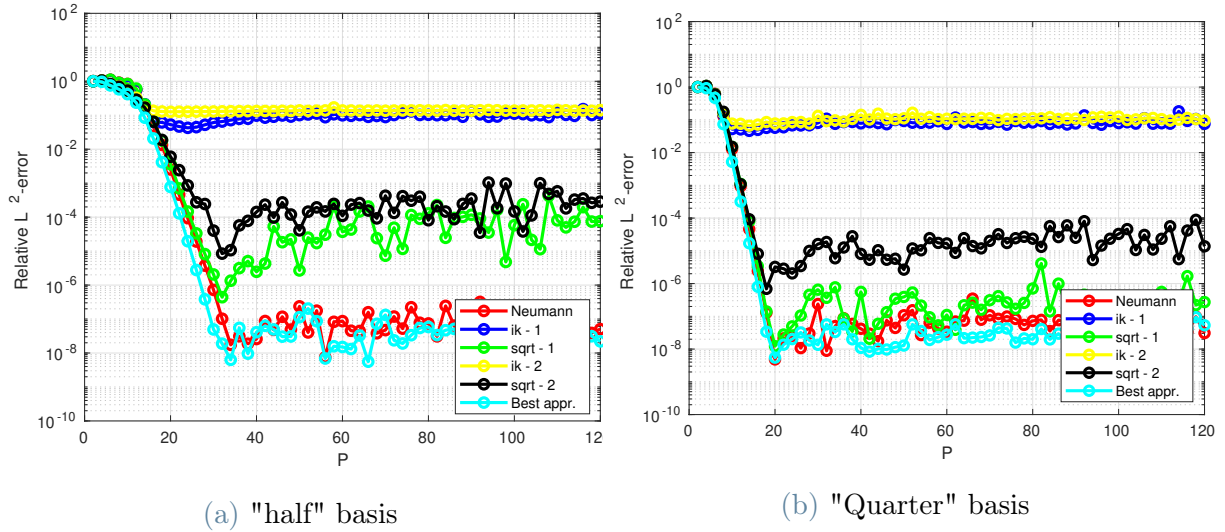 10^2
10^0
10^-2
10^-4
10^-6
10^-8
10^-10
Relative L^2-error
0 20 40 60 80 100 120
P
Neumann
ik - 1
sqrt - 1
ik - 2
sqrt - 2
Best appr.
(a) "half" basis
10^2
10^0
10^-2
10^-4
10^-6
10^-8
10^-10
Relative L^2-error
0 20 40 60 80 100 120
P
Neumann
ik - 1
sqrt - 1
ik - 2
sqrt - 2
Best appr.
(b) "Quarter" basis